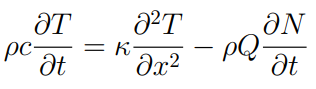 ρc ∂T/∂t = κ ∂²T/∂x² − ρQ ∂N/∂t